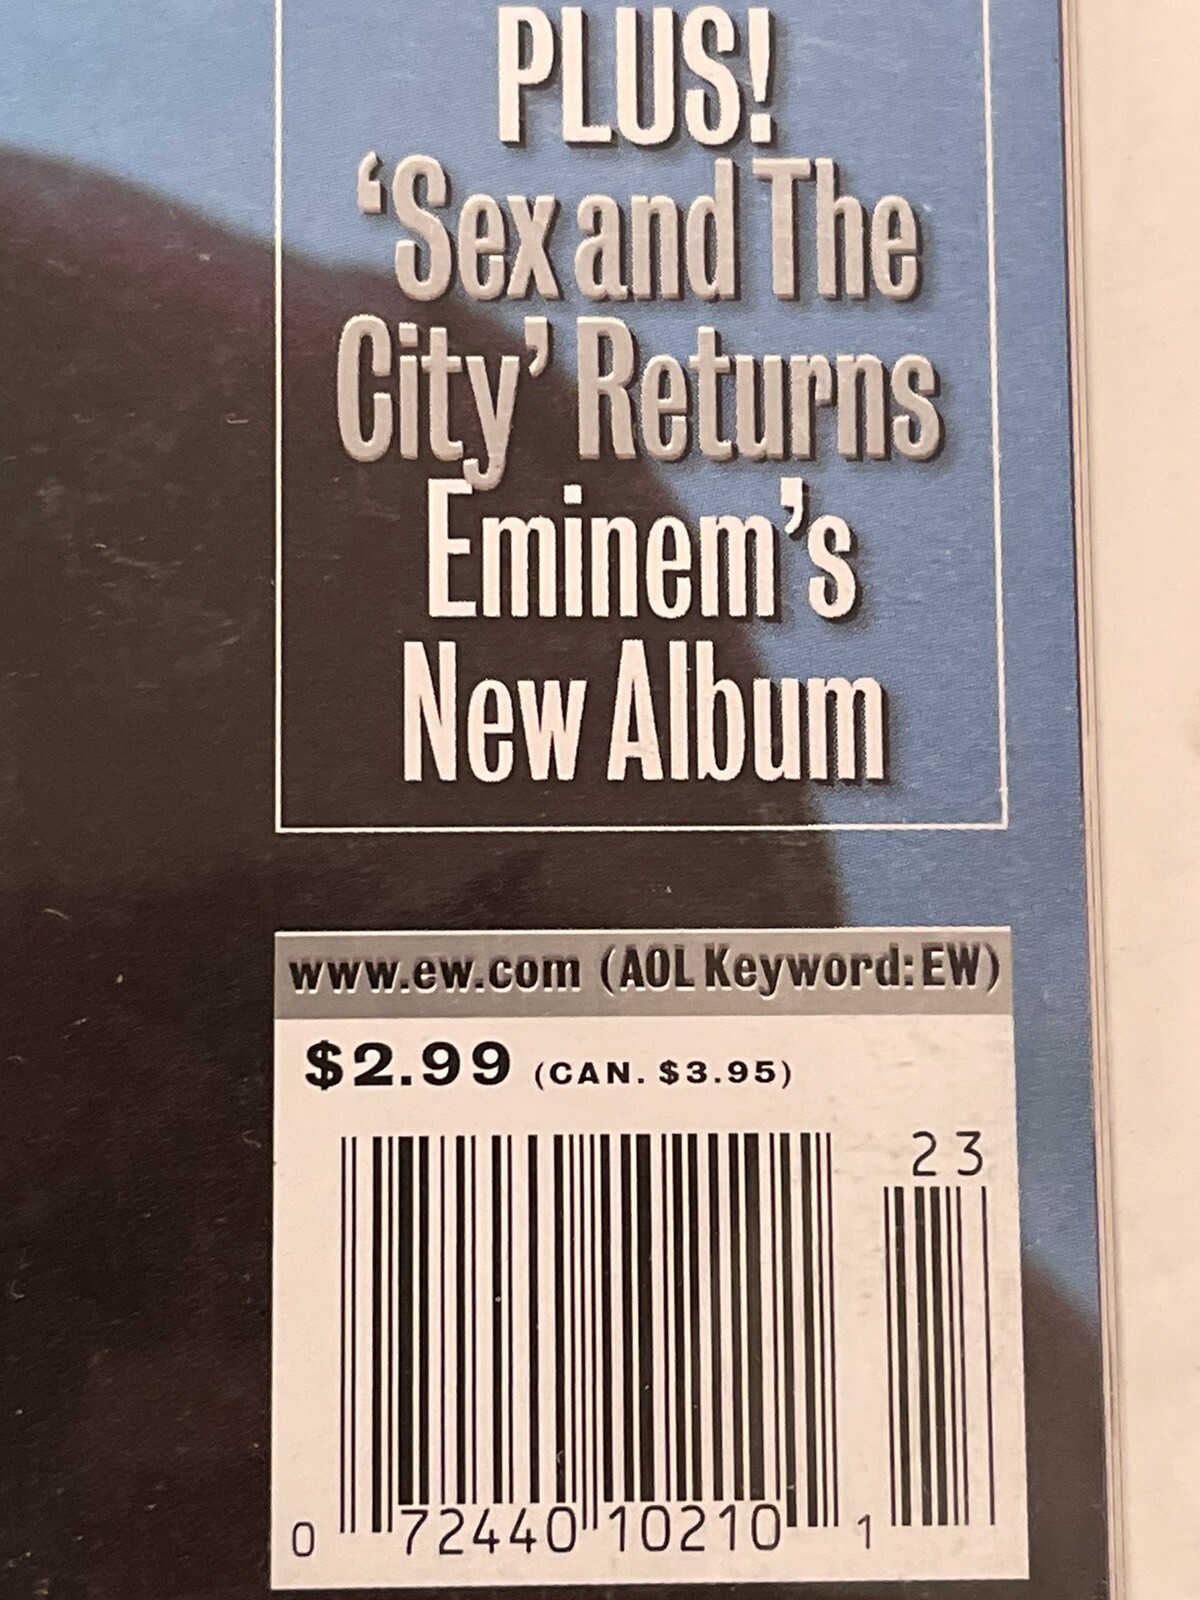 PLUS!
‘Sex and The
City’ Returns
Eminem’s
New Album
www.ew.com (AOL Keyword:EW)
$2.99 (CAN. $3.95)
23
0 72440 10210 1